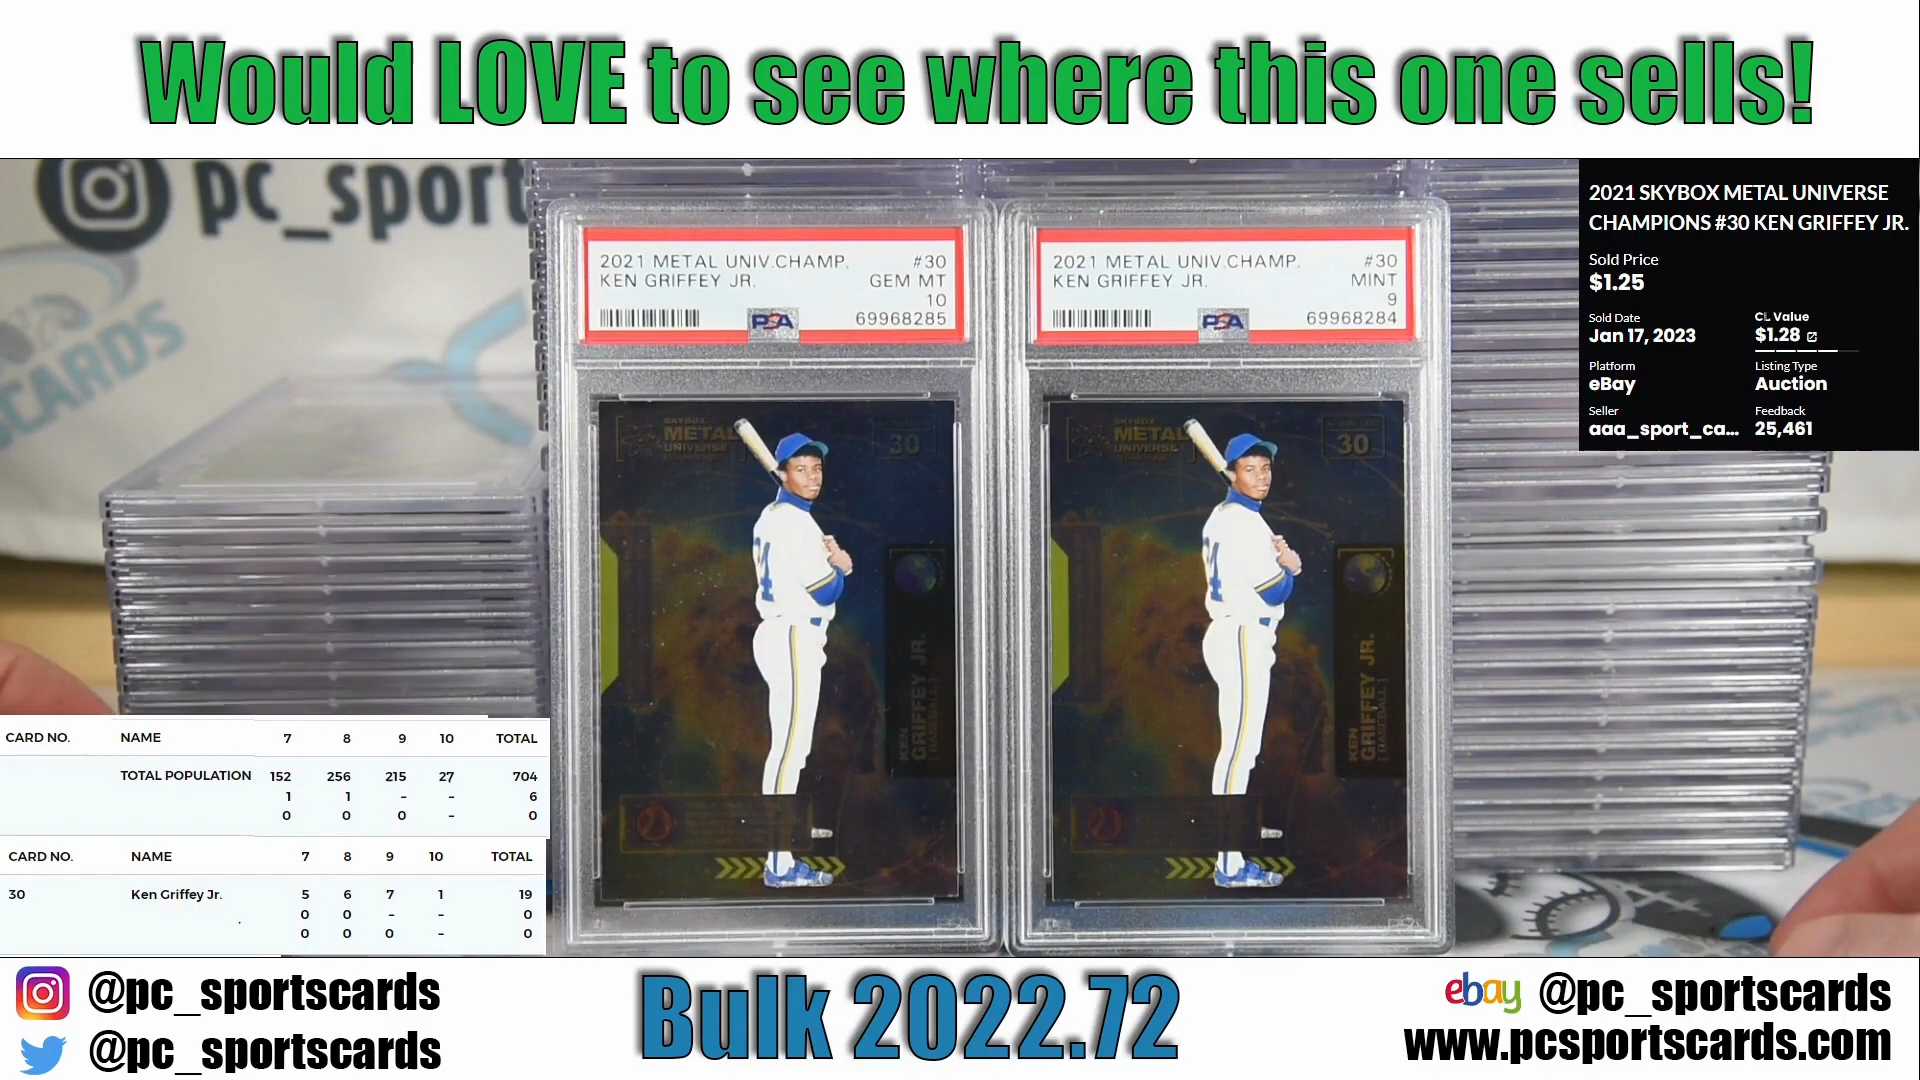 Would LOVE to see where this one sells!
pc_sport
CARDS
2021 METAL UNIV.CHAMP. #30
KEN GRIFFEY JR. GEM MT
10
PSA 69968285
2021 METAL UNIV.CHAMP. #30
KEN GRIFFEY JR. MINT
9
PSA 69968284
SKYBOX
METAL
UNIVERSE
30
KEN
GRIFFEY JR.
[BASEBALL]
SKYBOX
METAL
UNIVERSE
30
KEN
GRIFFEY JR.
[BASEBALL]
2021 SKYBOX METAL UNIVERSE
CHAMPIONS #30 KEN GRIFFEY JR.
Sold Price
$1.25
Sold Date CL Value
Jan 17, 2023 $1.28
Platform Listing Type
eBay Auction
Seller Feedback
aaa_sport_ca... 25,461
CARD NO. NAME 7 8 9 10 TOTAL
TOTAL POPULATION 152 256 215 27 704
1 1 - - 6
0 0 0 - 0
CARD NO. NAME 7 8 9 10 TOTAL
30 Ken Griffey Jr. 5 6 7 1 19
0 0 - - 0
0 0 0 - 0
@pc_sportscards
@pc_sportscards
Bulk 2022.72
ebay @pc_sportscards
www.pcsportscards.com